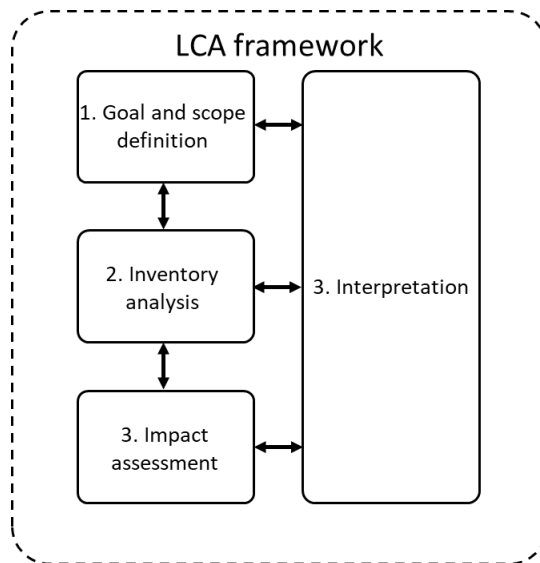 LCA framework
1. Goal and scope
definition
2. Inventory
analysis
3. Interpretation
3. Impact
assessment